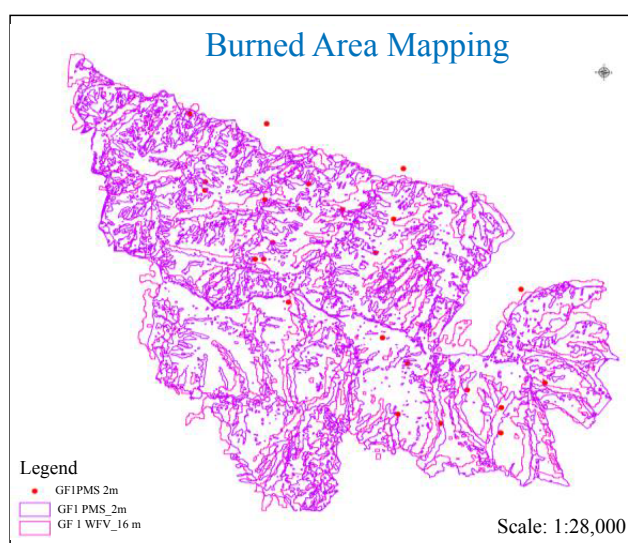 Burned Area Mapping
Legend
GF1PMS 2m
GF1 PMS_2m
GF 1 WFV_16 m
Scale: 1:28,000